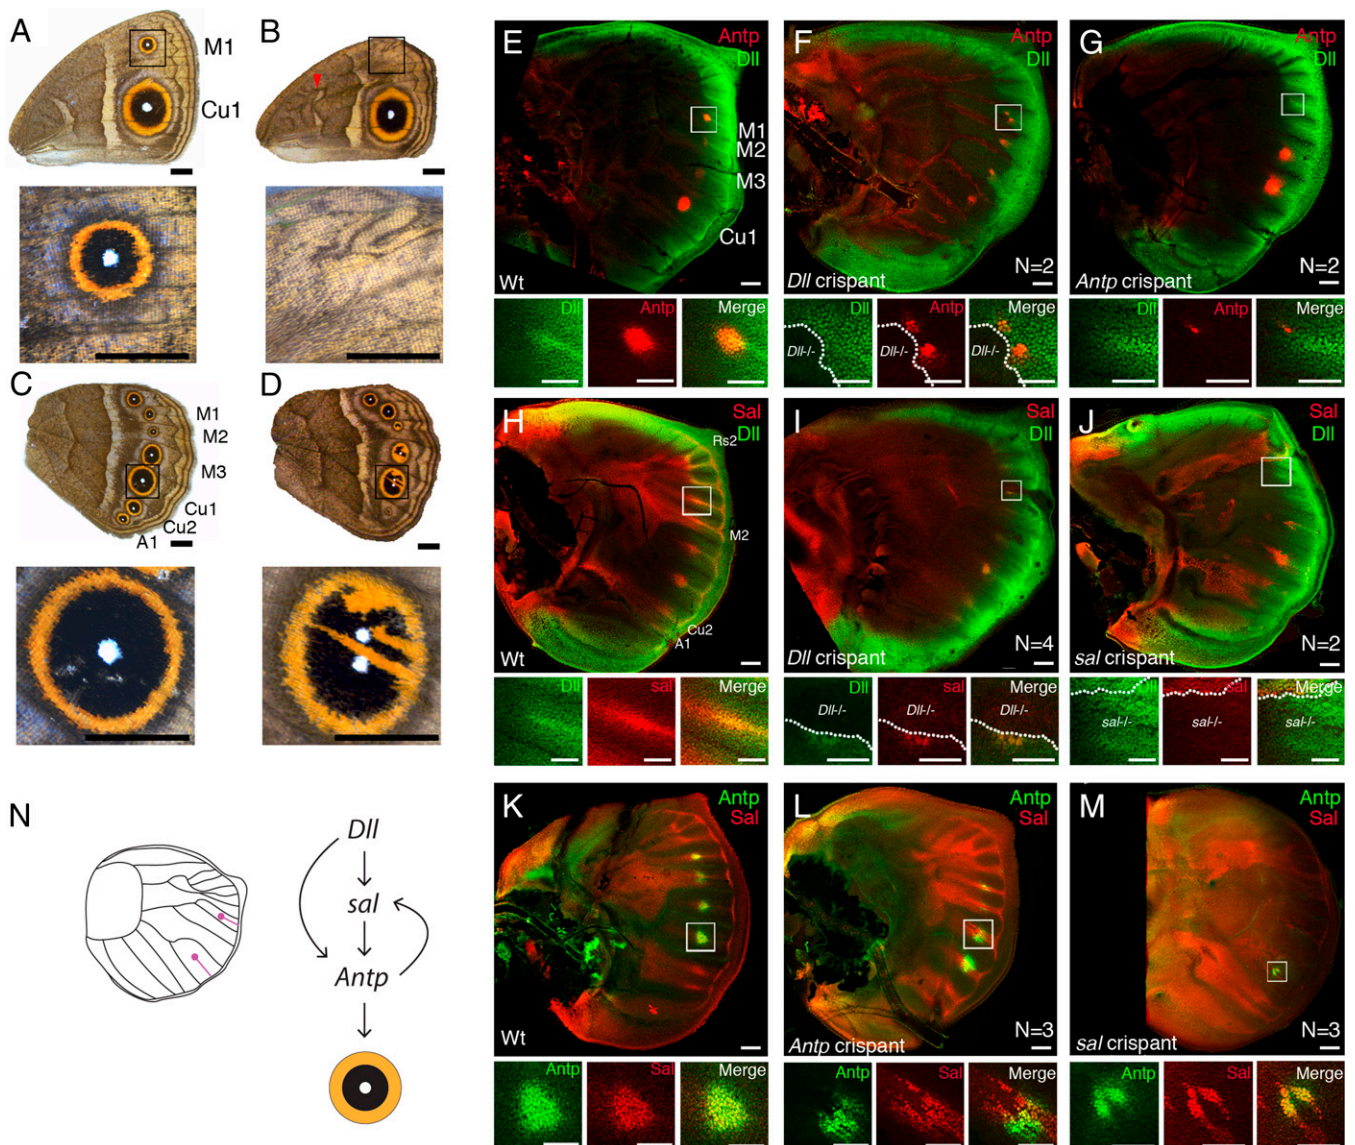 A
M1
Cu1
B
C
M1
M2
M3
Cu1
Cu2
A1
D
E
Antp
Dll
M1
M2
M3
Cu1
Wt
Dll
Antp
Merge
F
Antp
Dll
Dll crispant
N=2
Dll
Dll-/-
Antp
Dll-/-
Merge
Dll-/-
G
Antp
Dll
Antp crispant
N=2
Dll
Antp
Merge
H
Sal
Dll
Rs2
M2
Cu2
A1
Wt
Dll
sal
Merge
I
Sal
Dll
Dll crispant
N=4
Dll
Dll-/-
sal
Dll-/-
Merge
Dll-/-
J
Sal
Dll
sal crispant
N=2
Dll
sal-/-
sal
sal-/-
Merge
sal-/-
K
Antp
Sal
Wt
Antp
Sal
Merge
L
Antp
Sal
Antp crispant
N=3
Antp
Sal
Merge
M
Antp
Sal
sal crispant
N=3
Antp
Sal
Merge
N
Dll
sal
Antp